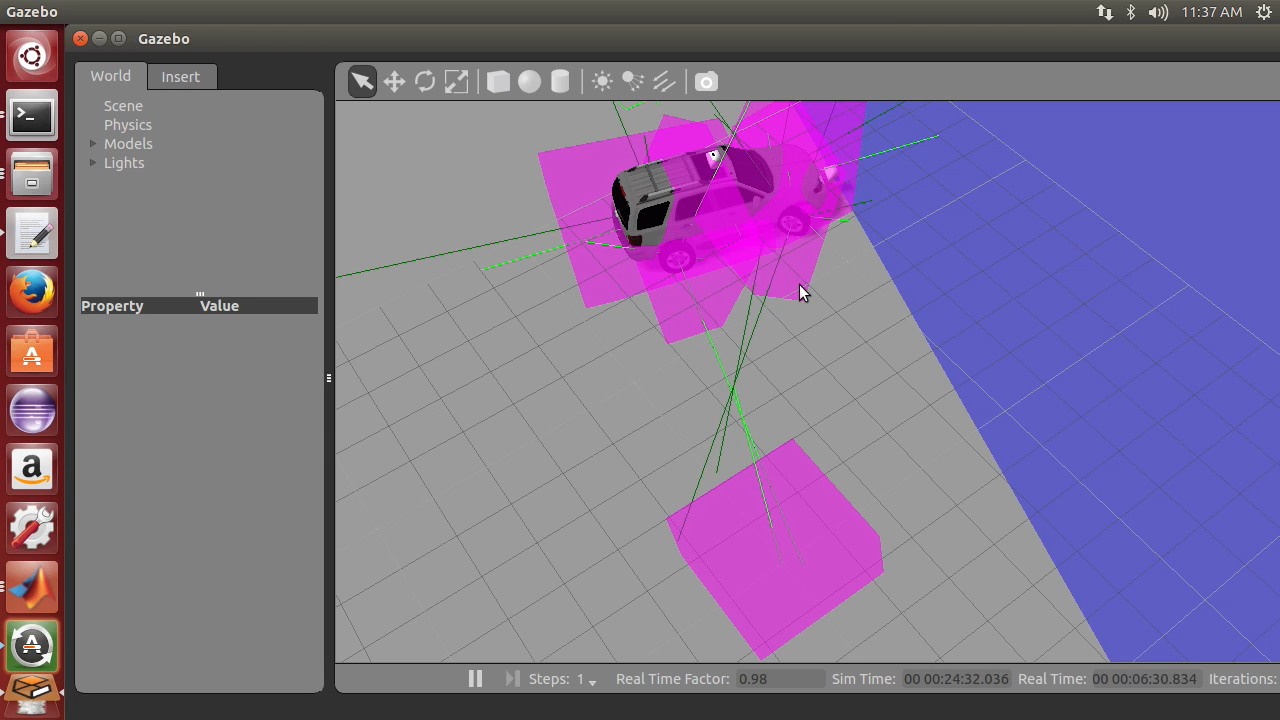 Gazebo
11:37 AM
Gazebo
World Insert
Scene
Physics
Models
Lights
Property Value
Steps: 1 Real Time Factor: 0.98 Sim Time: 00 00:24:32.036 Real Time: 00 00:06:30.834 Iterations: